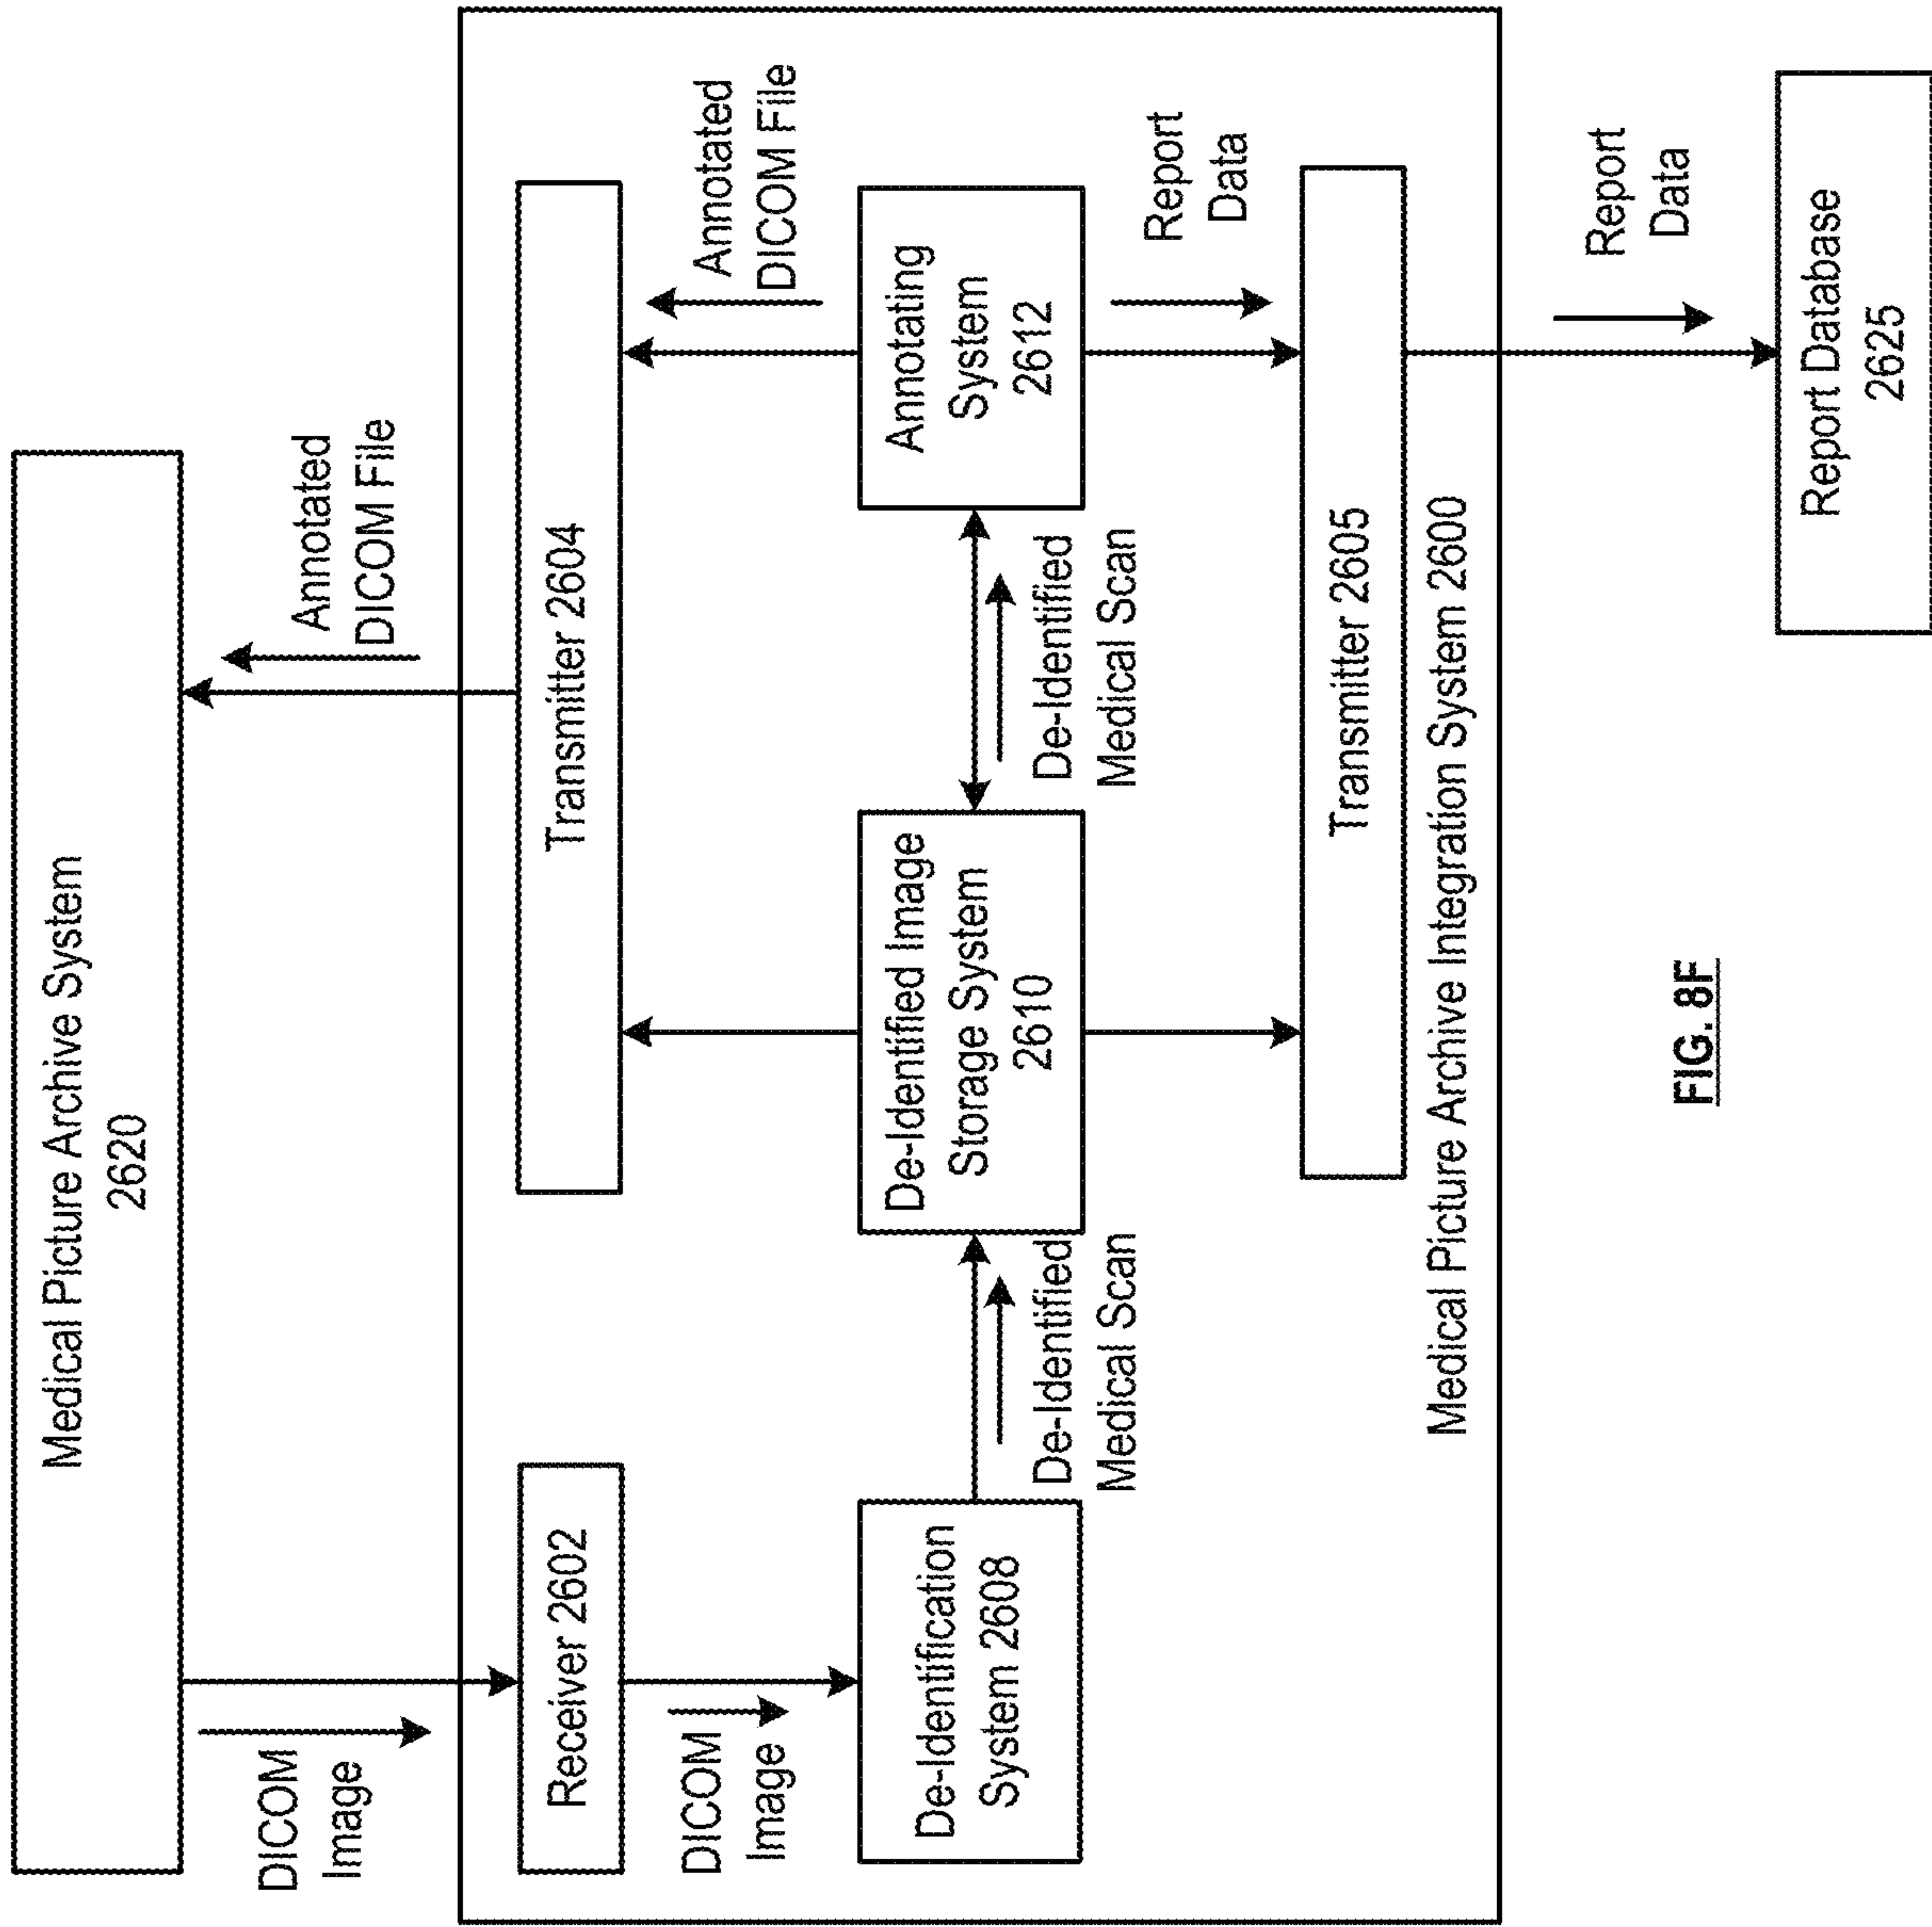 Medical Picture Archive System
2620
DICOM
Image
Annotated
DICOM File
Receiver 2602
Transmitter 2604
DICOM
Image
Annotated
DICOM File
De-Identification
System 2608
De-Identified
Medical Scan
De-Identified Image
Storage System
2610
De-Identified
Medical Scan
Annotating
System
2612
Report
Data
Transmitter 2605
Medical Picture Archive Integration System 2600
Report
Data
Report Database
2625
FIG. 8F